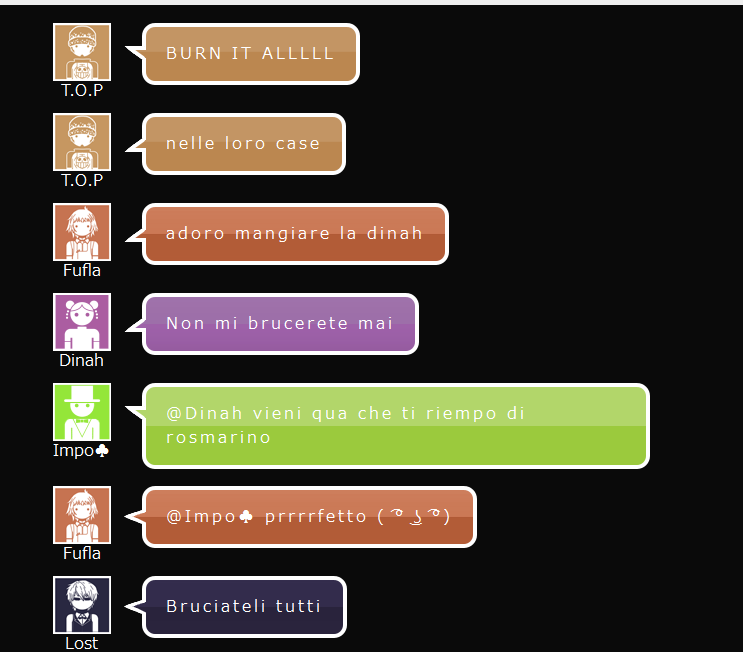 BURN IT ALLLLL
T.O.P
nelle loro case
T.O.P
adoro mangiare la dinah
Fufla
Non mi brucerete mai
Dinah
@Dinah vieni qua che ti riempo di
rosmarino
Impo♣
@Impo♣ prrrrfetto ( ͡° ͜ʖ ͡°)
Fufla
Bruciateli tutti
Lost